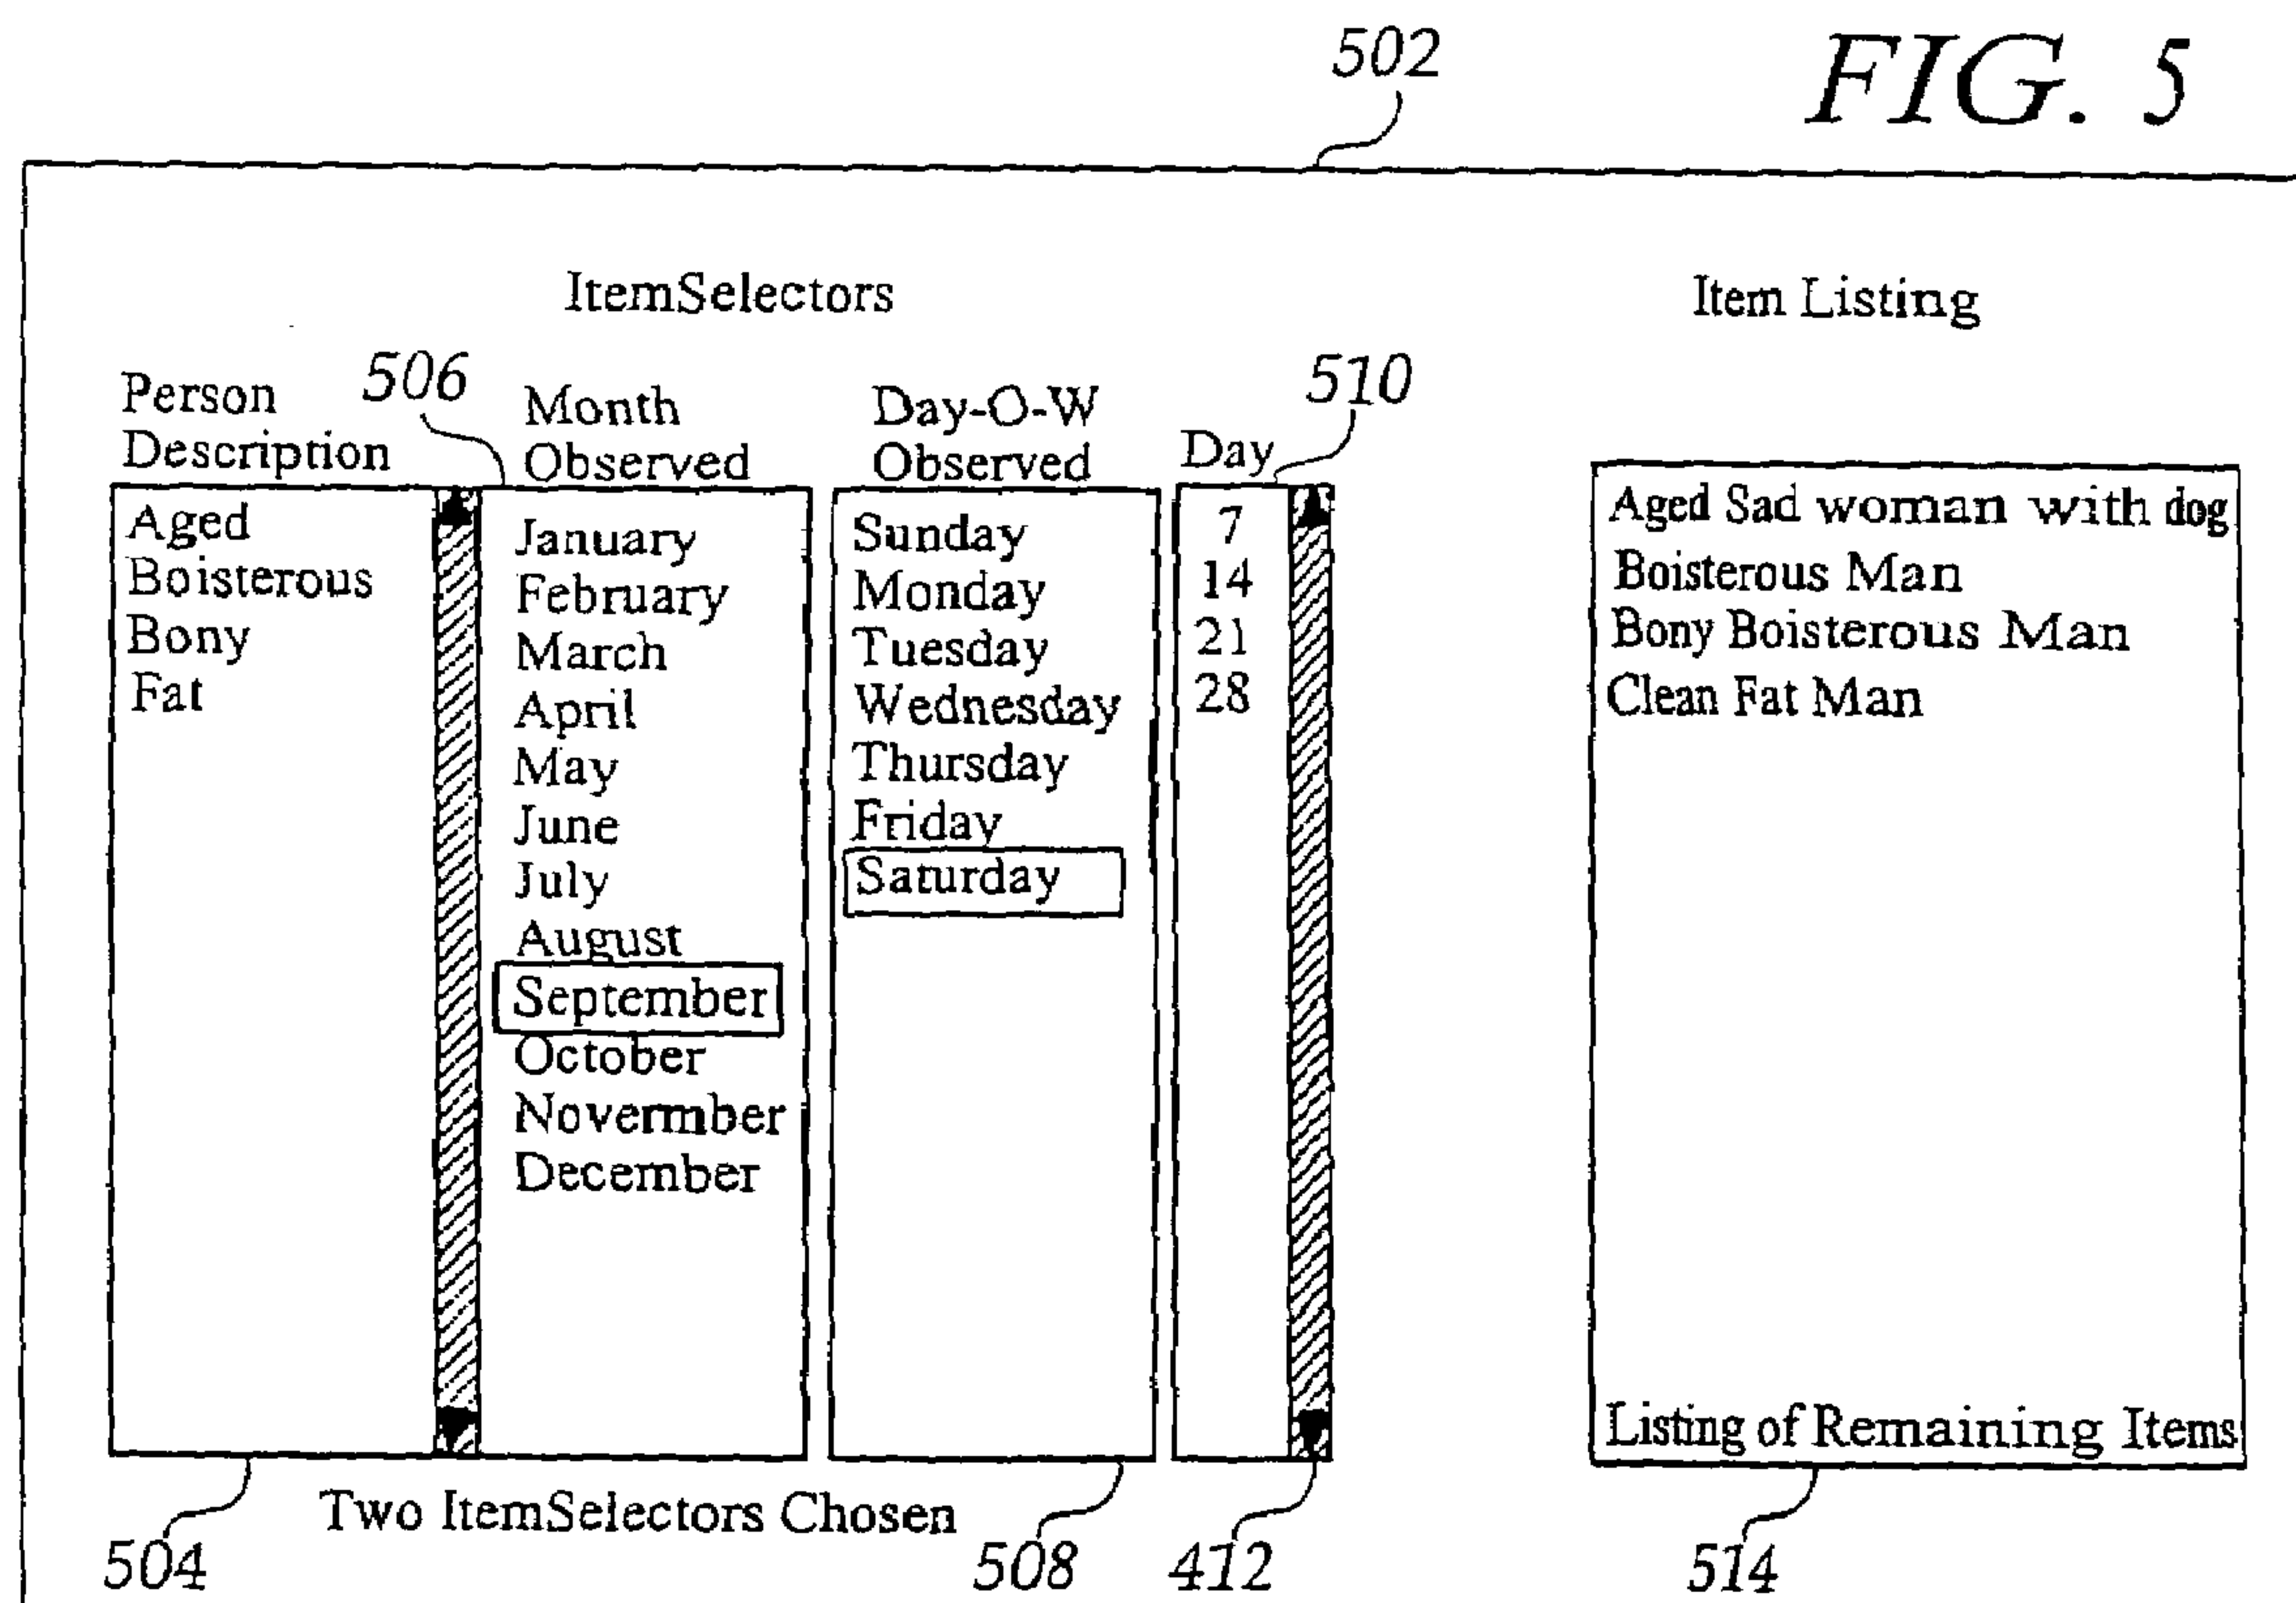 502
FIG. 5
ItemSelectors
Item Listing
Person
Description
506
Month
Observed
Day-O-W
Observed
Day
510
Aged
Boisterous
Bony
Fat
January
February
March
April
May
June
July
August
September
October
Novermber
December
Sunday
Monday
Tuesday
Wednesday
Thursday
Friday
Saturday
7
14
21
28
Aged Sad woman with dog
Boisterous Man
Bony Boisterous Man
Clean Fat Man
Listing of Remaining Items
Two ItemSelectors Chosen
504
508
412
514